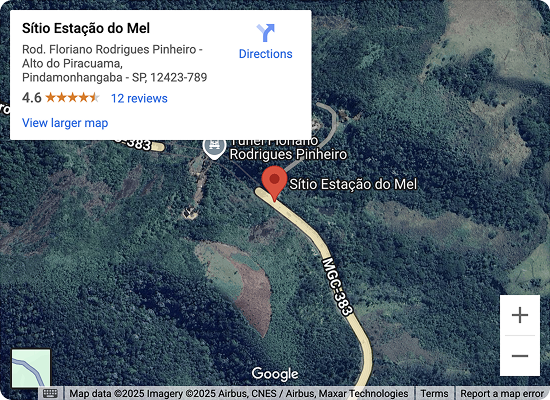 Sítio Estação do Mel
Rod. Floriano Rodrigues Pinheiro -
Alto do Piracuama,
Pindamonhangaba - SP, 12423-789
4.6
12 reviews
Directions
View larger map
-383
Túnel Floriano
Rodrigues Pinheiro
Sítio Estação do Mel
MGC-383
Google
Map data ©2025 Imagery ©2025 Airbus, CNES / Airbus, Maxar Technologies
Terms
Report a map error